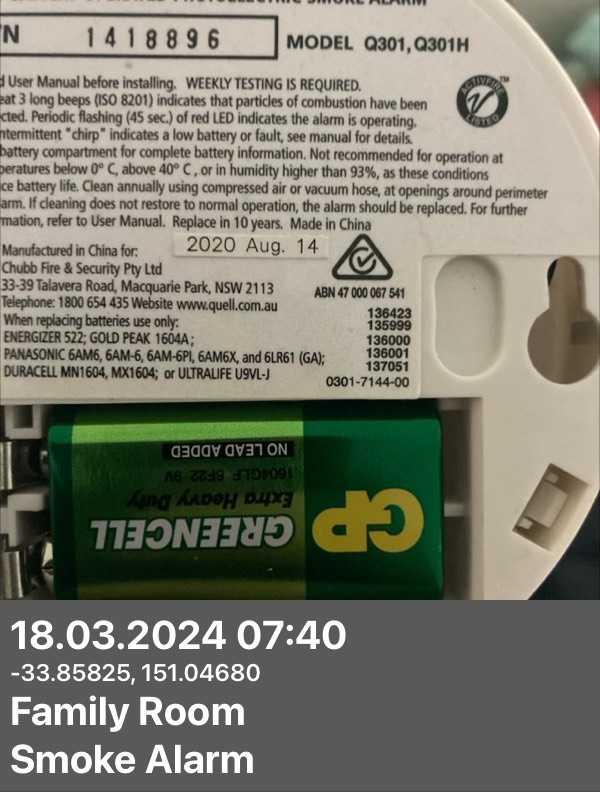 SMOKE ALARM
/N 1418896 MODEL Q301, Q301H
d User Manual before installing. WEEKLY TESTING IS REQUIRED.
eat 3 long beeps (ISO 8201) indicates that particles of combustion have been
cted. Periodic flashing (45 sec.) of red LED indicates the alarm is operating.
ntermittent "chirp" indicates a low battery or fault, see manual for details.
battery compartment for complete battery information. Not recommended for operation at
peratures below 0° C, above 40° C, or in humidity higher than 93%, as these conditions
ce battery life. Clean annually using compressed air or vacuum hose, at openings around perimeter
arm. If cleaning does not restore to normal operation, the alarm should be replaced. For further
mation, refer to User Manual. Replace in 10 years. Made in China
ACTIVFIRE
LISTED
TM
2020 Aug. 14
Manufactured in China for:
Chubb Fire & Security Pty Ltd
33-39 Talavera Road, Macquarie Park, NSW 2113
Telephone: 1800 654 435 Website www.quell.com.au
When replacing batteries use only:
ENERGIZER 522; GOLD PEAK 1604A;
PANASONIC 6AM6, 6AM-6, 6AM-6PI, 6AM6X, and 6LR61 (GA);
DURACELL MN1604, MX1604; or ULTRALIFE U9VL-J
ABN 47 000 067 541
136423
135999
136000
136001
137051
0301-7144-00
GP
GREENCELL
Extra Heavy Duty
1604GLF 6F22 9V
NO LEAD ADDED
18.03.2024 07:40
-33.85825, 151.04680
Family Room
Smoke Alarm